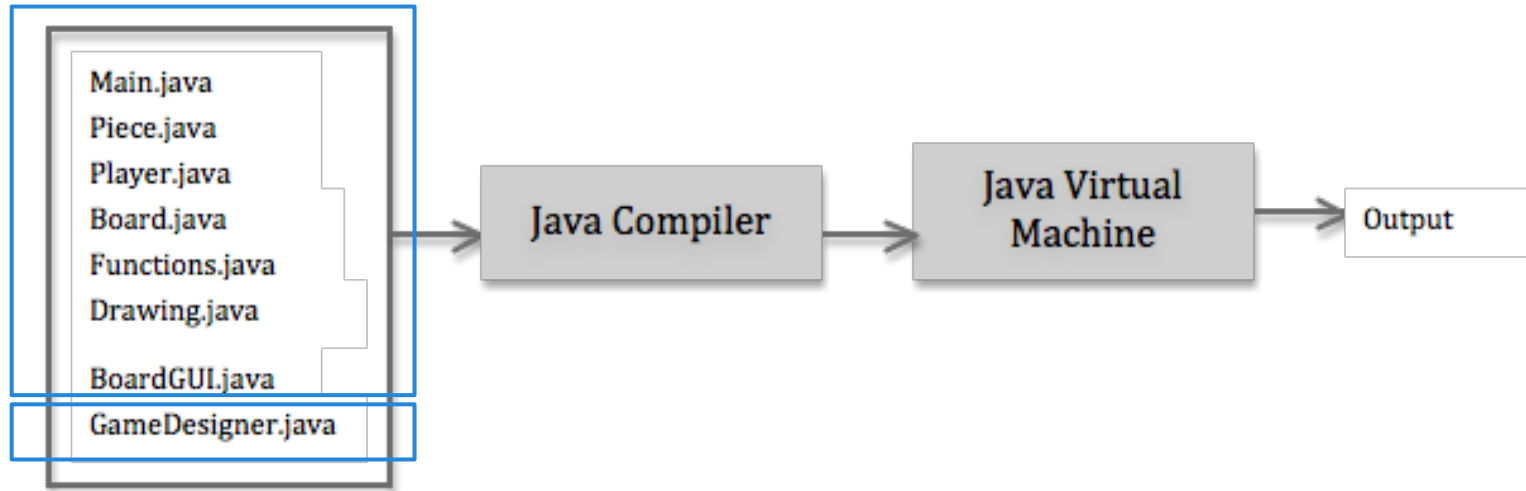 Main.java
Piece.java
Player.java
Board.java
Functions.java
Drawing.java
BoardGUI.java
GameDesigner.java
Java Compiler
Java Virtual
Machine
Output